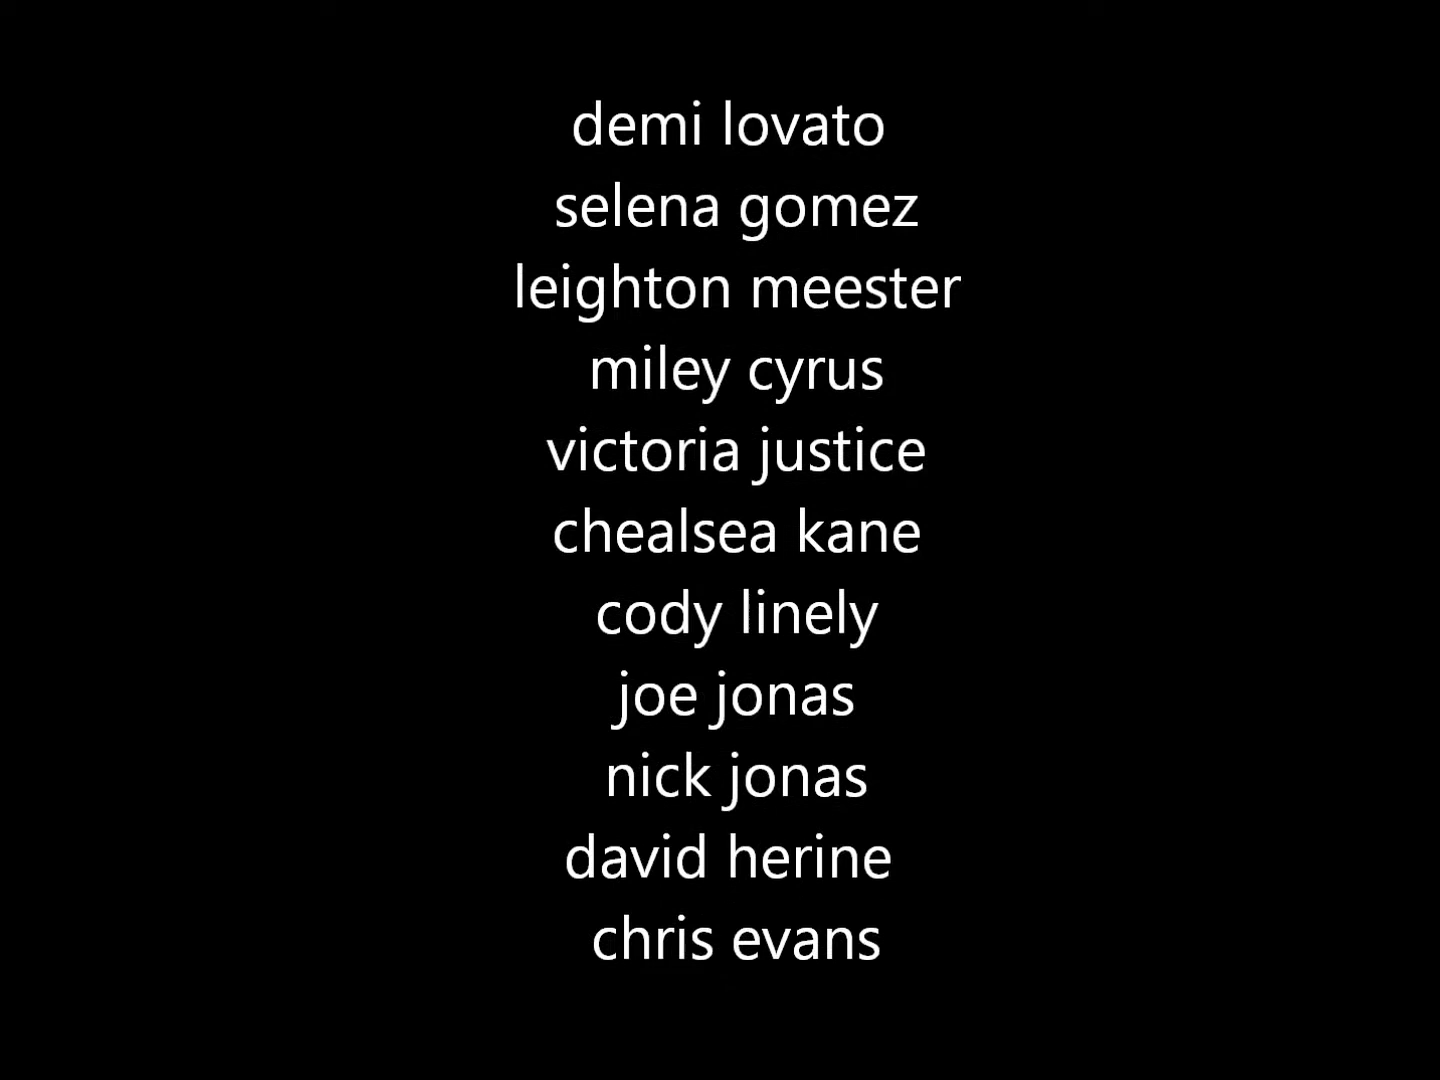 demi lovato
selena gomez
leighton meester
miley cyrus
victoria justice
chealsea kane
cody linely
joe jonas
nick jonas
david herine
chris evans